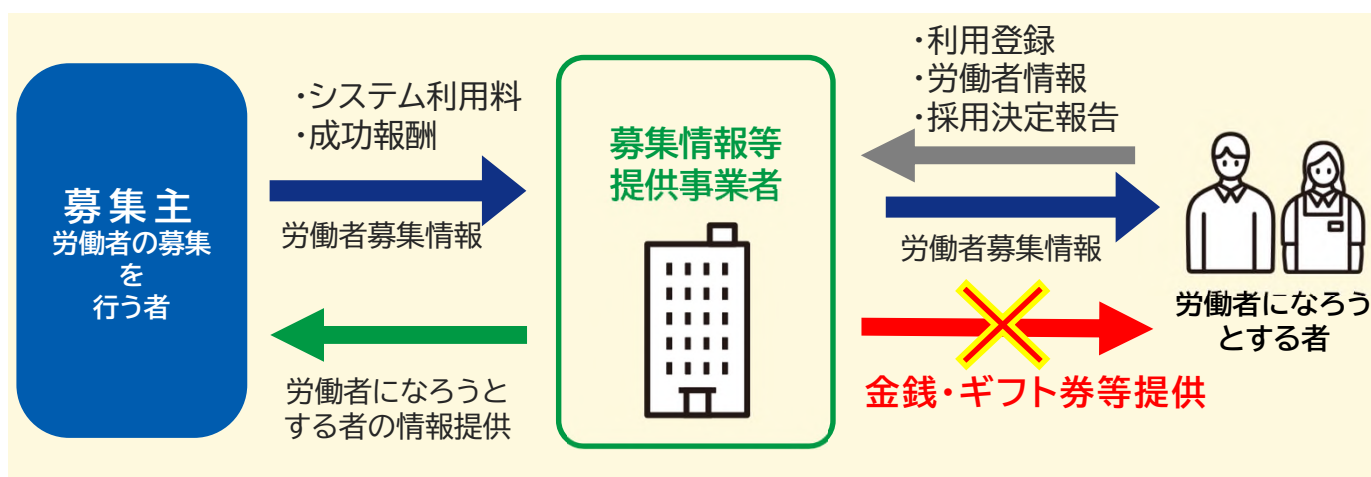 募集主
労働者の募集
を
行う者
・システム利用料
・成功報酬
労働者募集情報
労働者になろうと
する者の情報提供
募集情報等
提供事業者
・利用登録
・労働者情報
・採用決定報告
労働者募集情報
金銭・ギフト券等提供
労働者になろう
とする者